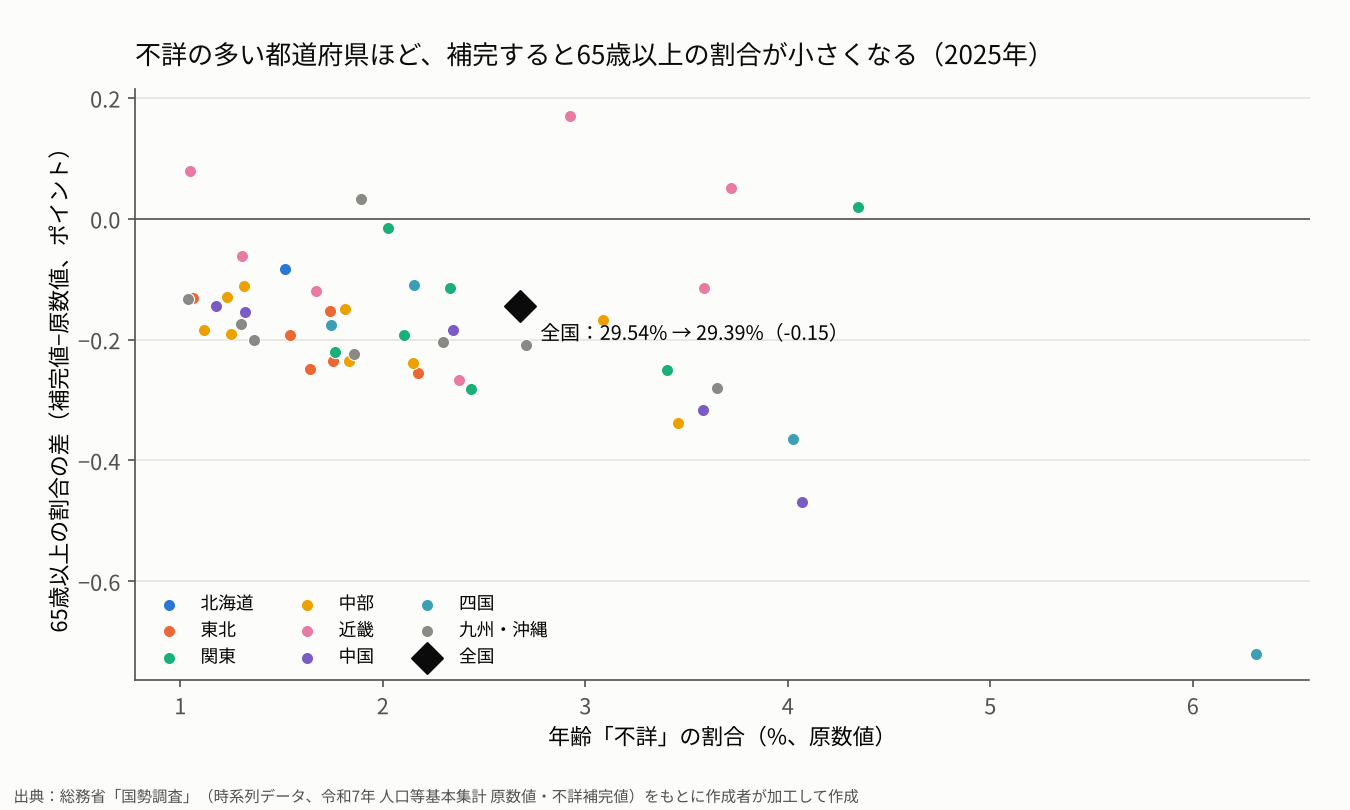 不詳の多い都道府県ほど、補完すると65歳以上の割合が小さくなる（2025年）
65歳以上の割合の差（補完値−原数値、ポイント）
0.2
0.0
−0.2
−0.4
−0.6
全国：29.54% → 29.39%（-0.15）
北海道
東北
関東
中部
近畿
中国
四国
九州・沖縄
全国
1 2 3 4 5 6
年齢「不詳」の割合（%、原数値）
出典：総務省「国勢調査」（時系列データ、令和7年 人口等基本集計 原数値・不詳補完値）をもとに作成者が加工して作成